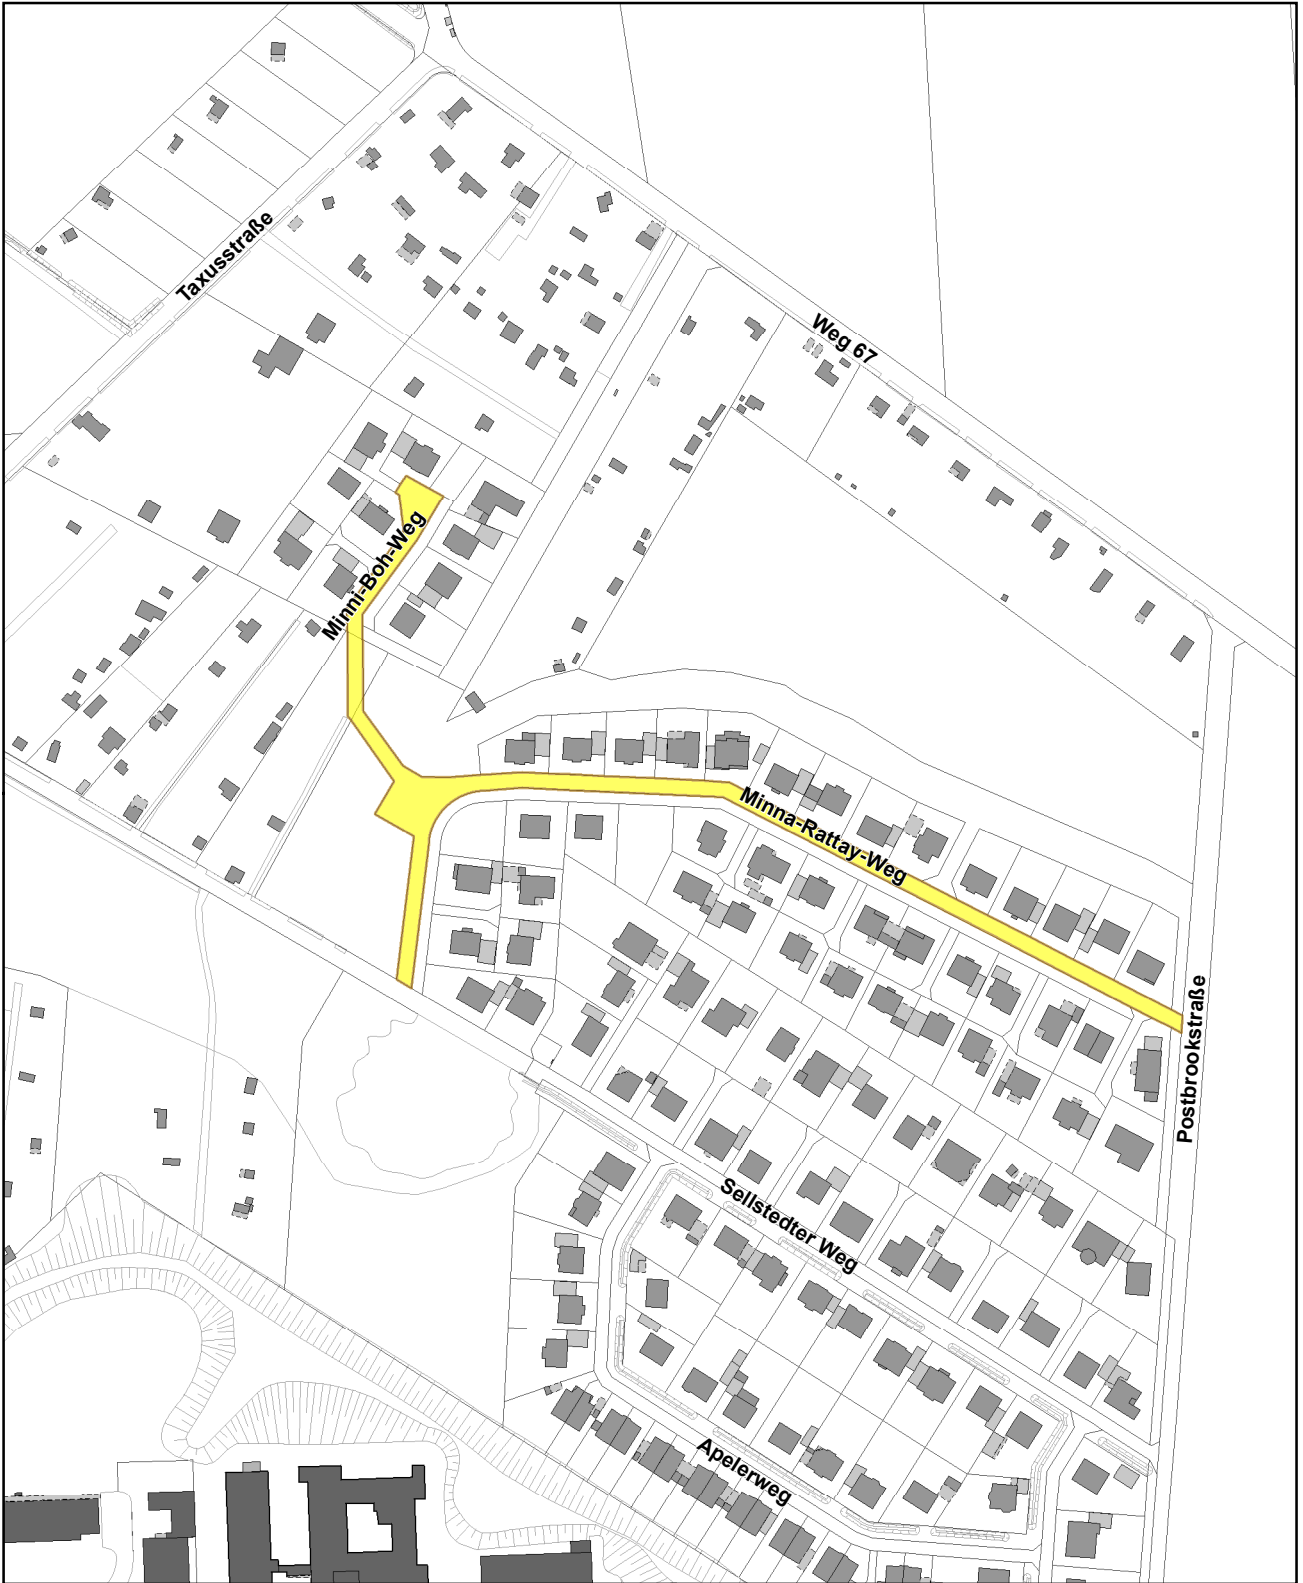 Taxusstraße
Weg 67
Minni-Boh-Weg
Minna-Rattay-Weg
Postbrookstraße
Sellstedter Weg
Apelerweg